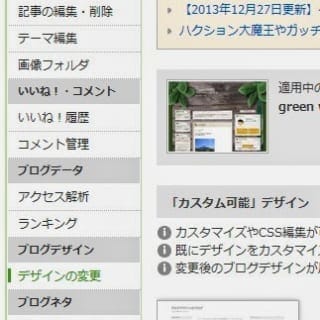 記事の編集・削除
テーマ編集
画像フォルダ
いいね！・コメント
いいね！履歴
コメント管理
ブログデータ
アクセス解析
ランキング
ブログデザイン
デザインの変更
ブログネタ
【2013年12月27日更新】
ハクション大魔王やガッチ
適用中の
green
「カスタム可能」デザイン
カスタマイズやCSS編集が
既にデザインをカスタマイズ
変更後のブログデザインが